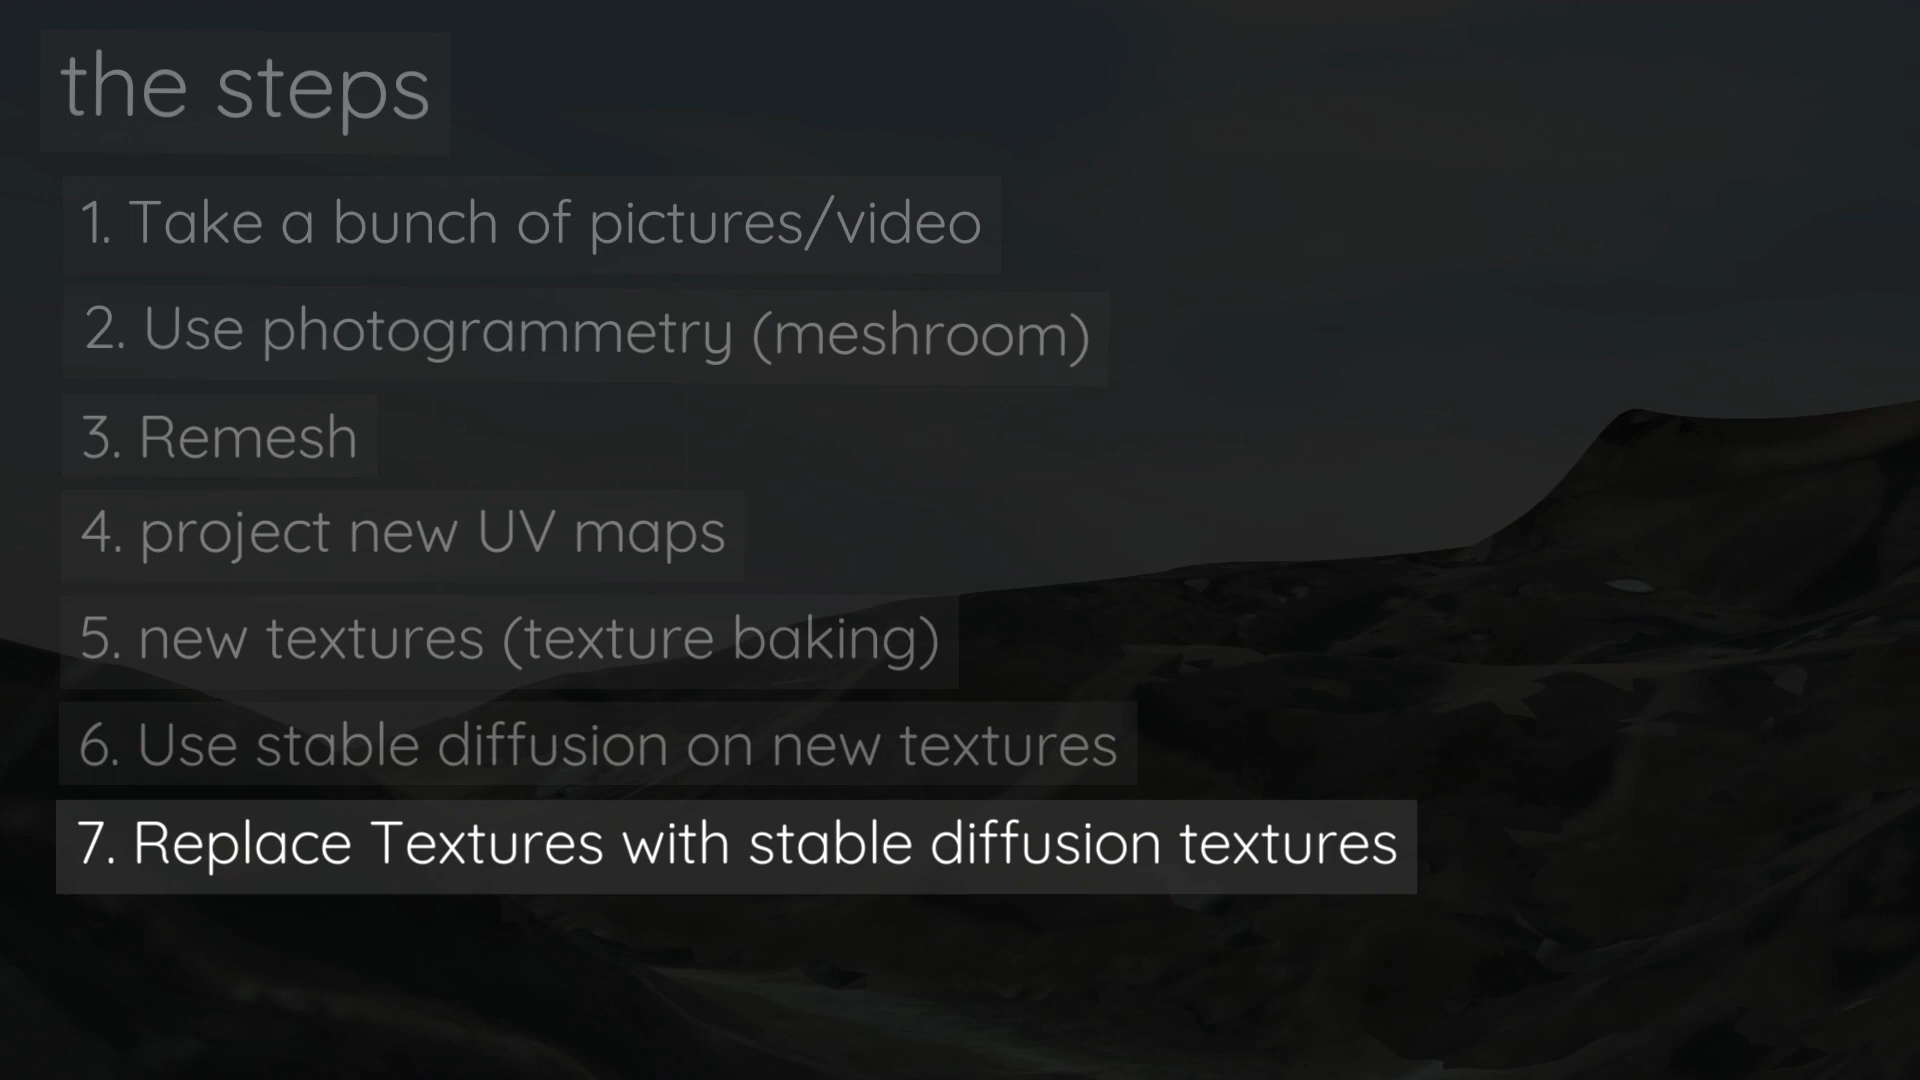 the steps
1. Take a bunch of pictures/video
2. Use photogrammetry (meshroom)
3. Remesh
4. project new UV maps
5. new textures (texture baking)
6. Use stable diffusion on new textures
7. Replace Textures with stable diffusion textures